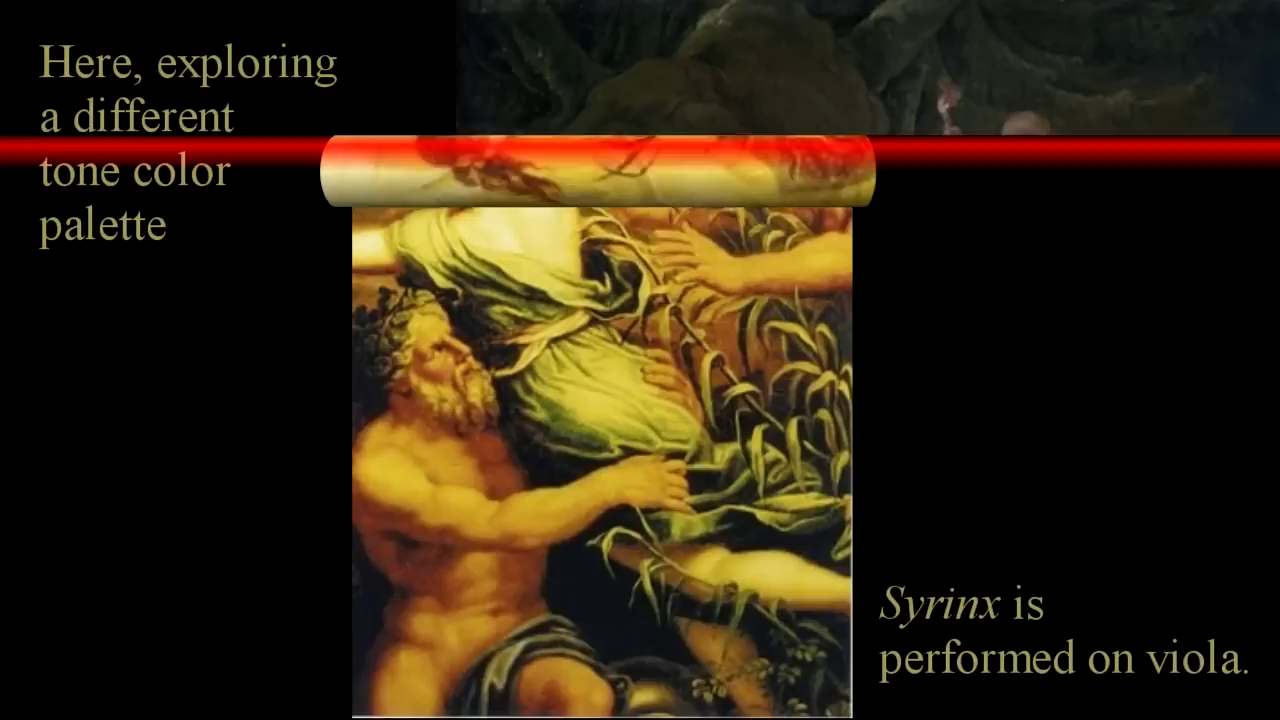 Here, exploring
a different
tone color
palette
Syrinx is
performed on viola.